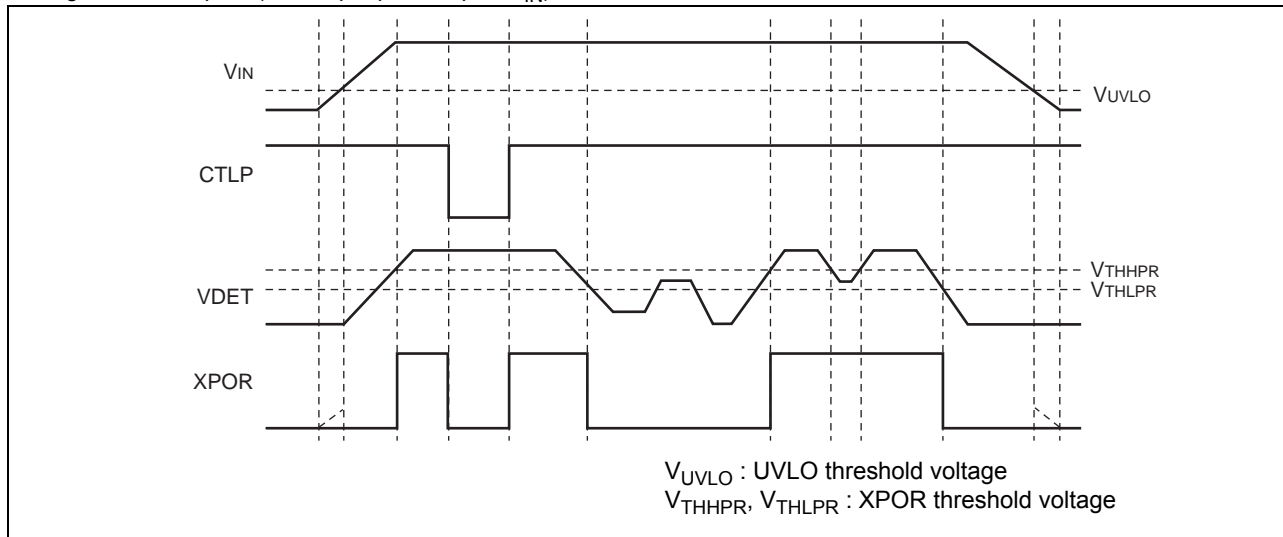 VIN
VUVLO
CTLP
VTHHPR
VTHLPR
VDET
XPOR
VUVLO : UVLO threshold voltage
VTHHPR, VTHLPR : XPOR threshold voltage